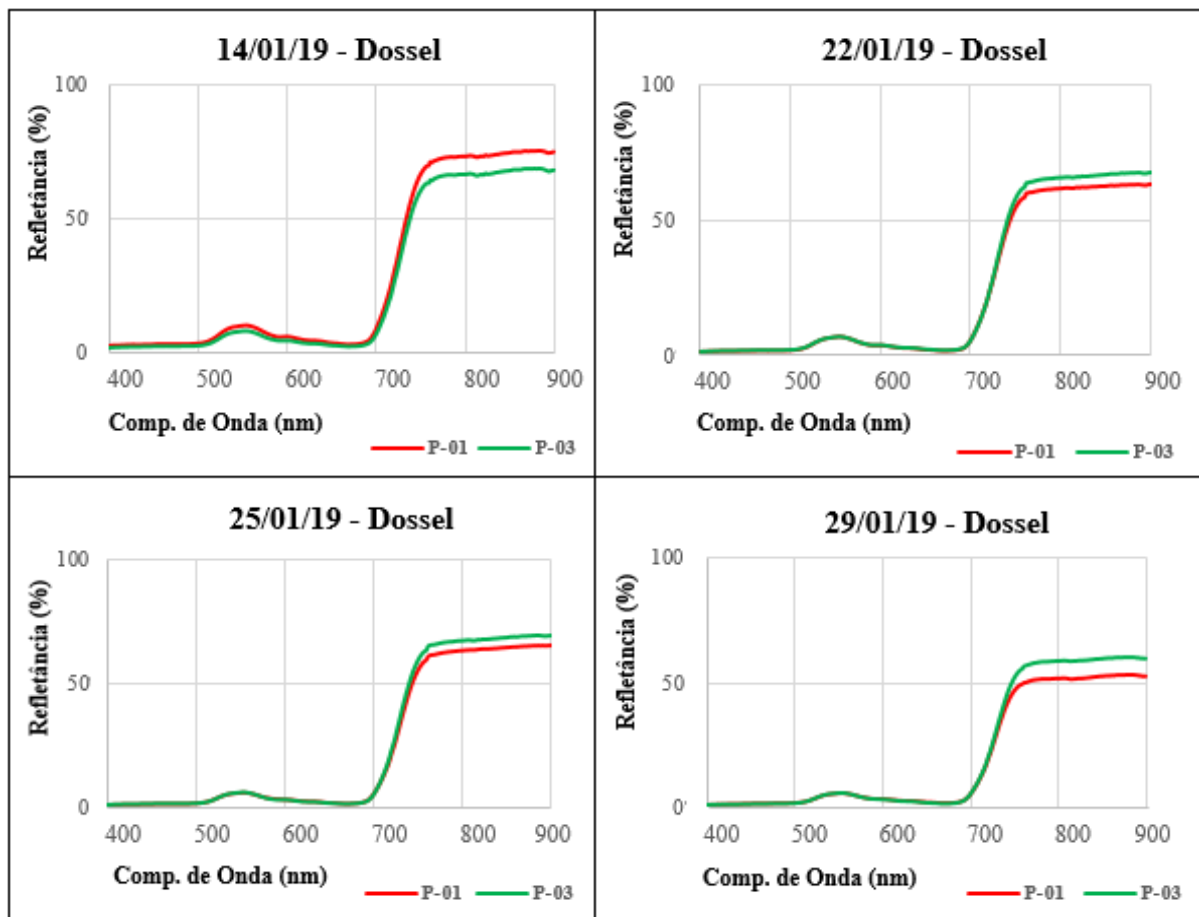 14/01/19 - Dossel
Refletância (%)
100
50
0
400 500 600 700 800 900
Comp. de Onda (nm)
P-01 P-03
22/01/19 - Dossel
Refletância (%)
100
50
0
400 500 600 700 800 900
Comp. de Onda (nm)
P-01 P-03
25/01/19 - Dossel
Refletância (%)
100
50
0
400 500 600 700 800 900
Comp. de Onda (nm)
P-01 P-03
29/01/19 - Dossel
Refletância (%)
100
50
0
400 500 600 700 800 900
Comp. de Onda (nm)
P-01 P-03